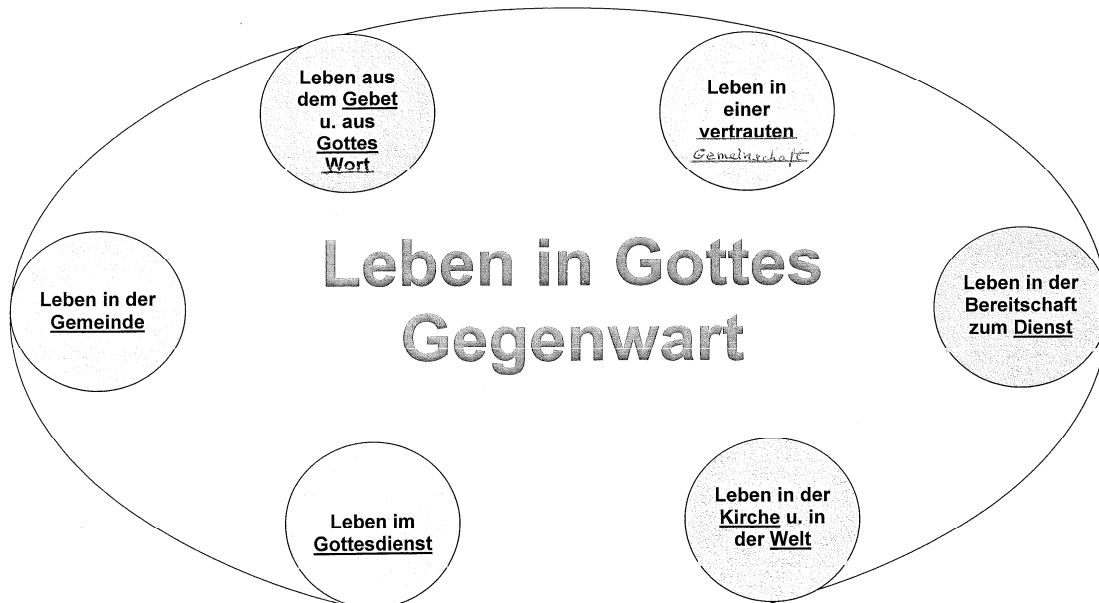 Leben aus
dem Gebet
u. aus
Gottes
Wort
Leben in
einer
vertrauten
Gemeinschaft
Leben in Gottes
Gegenwart
Leben in der
Gemeinde
Leben in der
Bereitschaft
zum Dienst
Leben im
Gottesdienst
Leben in der
Kirche u. in
der Welt